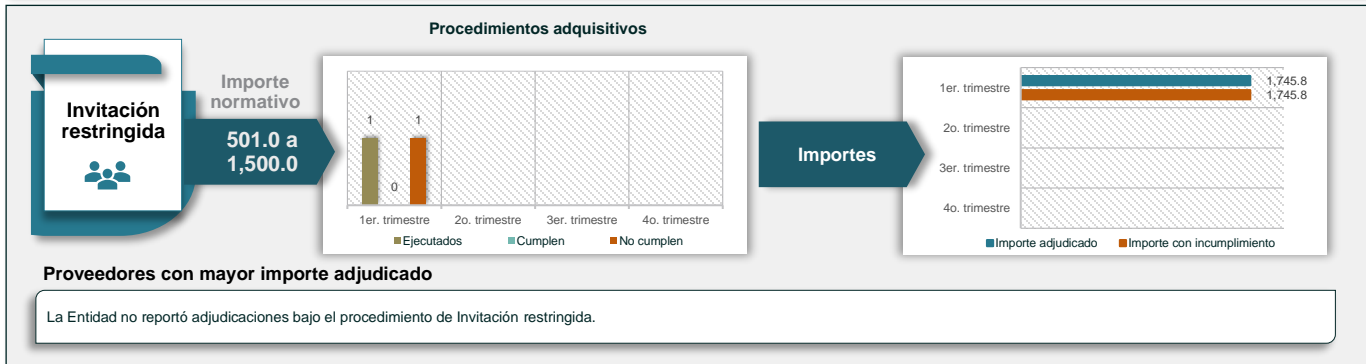 Procedimientos adquisitivos
Invitación
restringida
Importe
normativo
501.0 a
1,500.0
1
0
1
1er. trimestre
2o. trimestre
3er. trimestre
4o. trimestre
Ejecutados
Cumplen
No cumplen
Importes
1er. trimestre
1,745.8
1,745.8
2o. trimestre
3er. trimestre
4o. trimestre
Importe adjudicado
Importe con incumplimiento
Proveedores con mayor importe adjudicado
La Entidad no reportó adjudicaciones bajo el procedimiento de Invitación restringida.